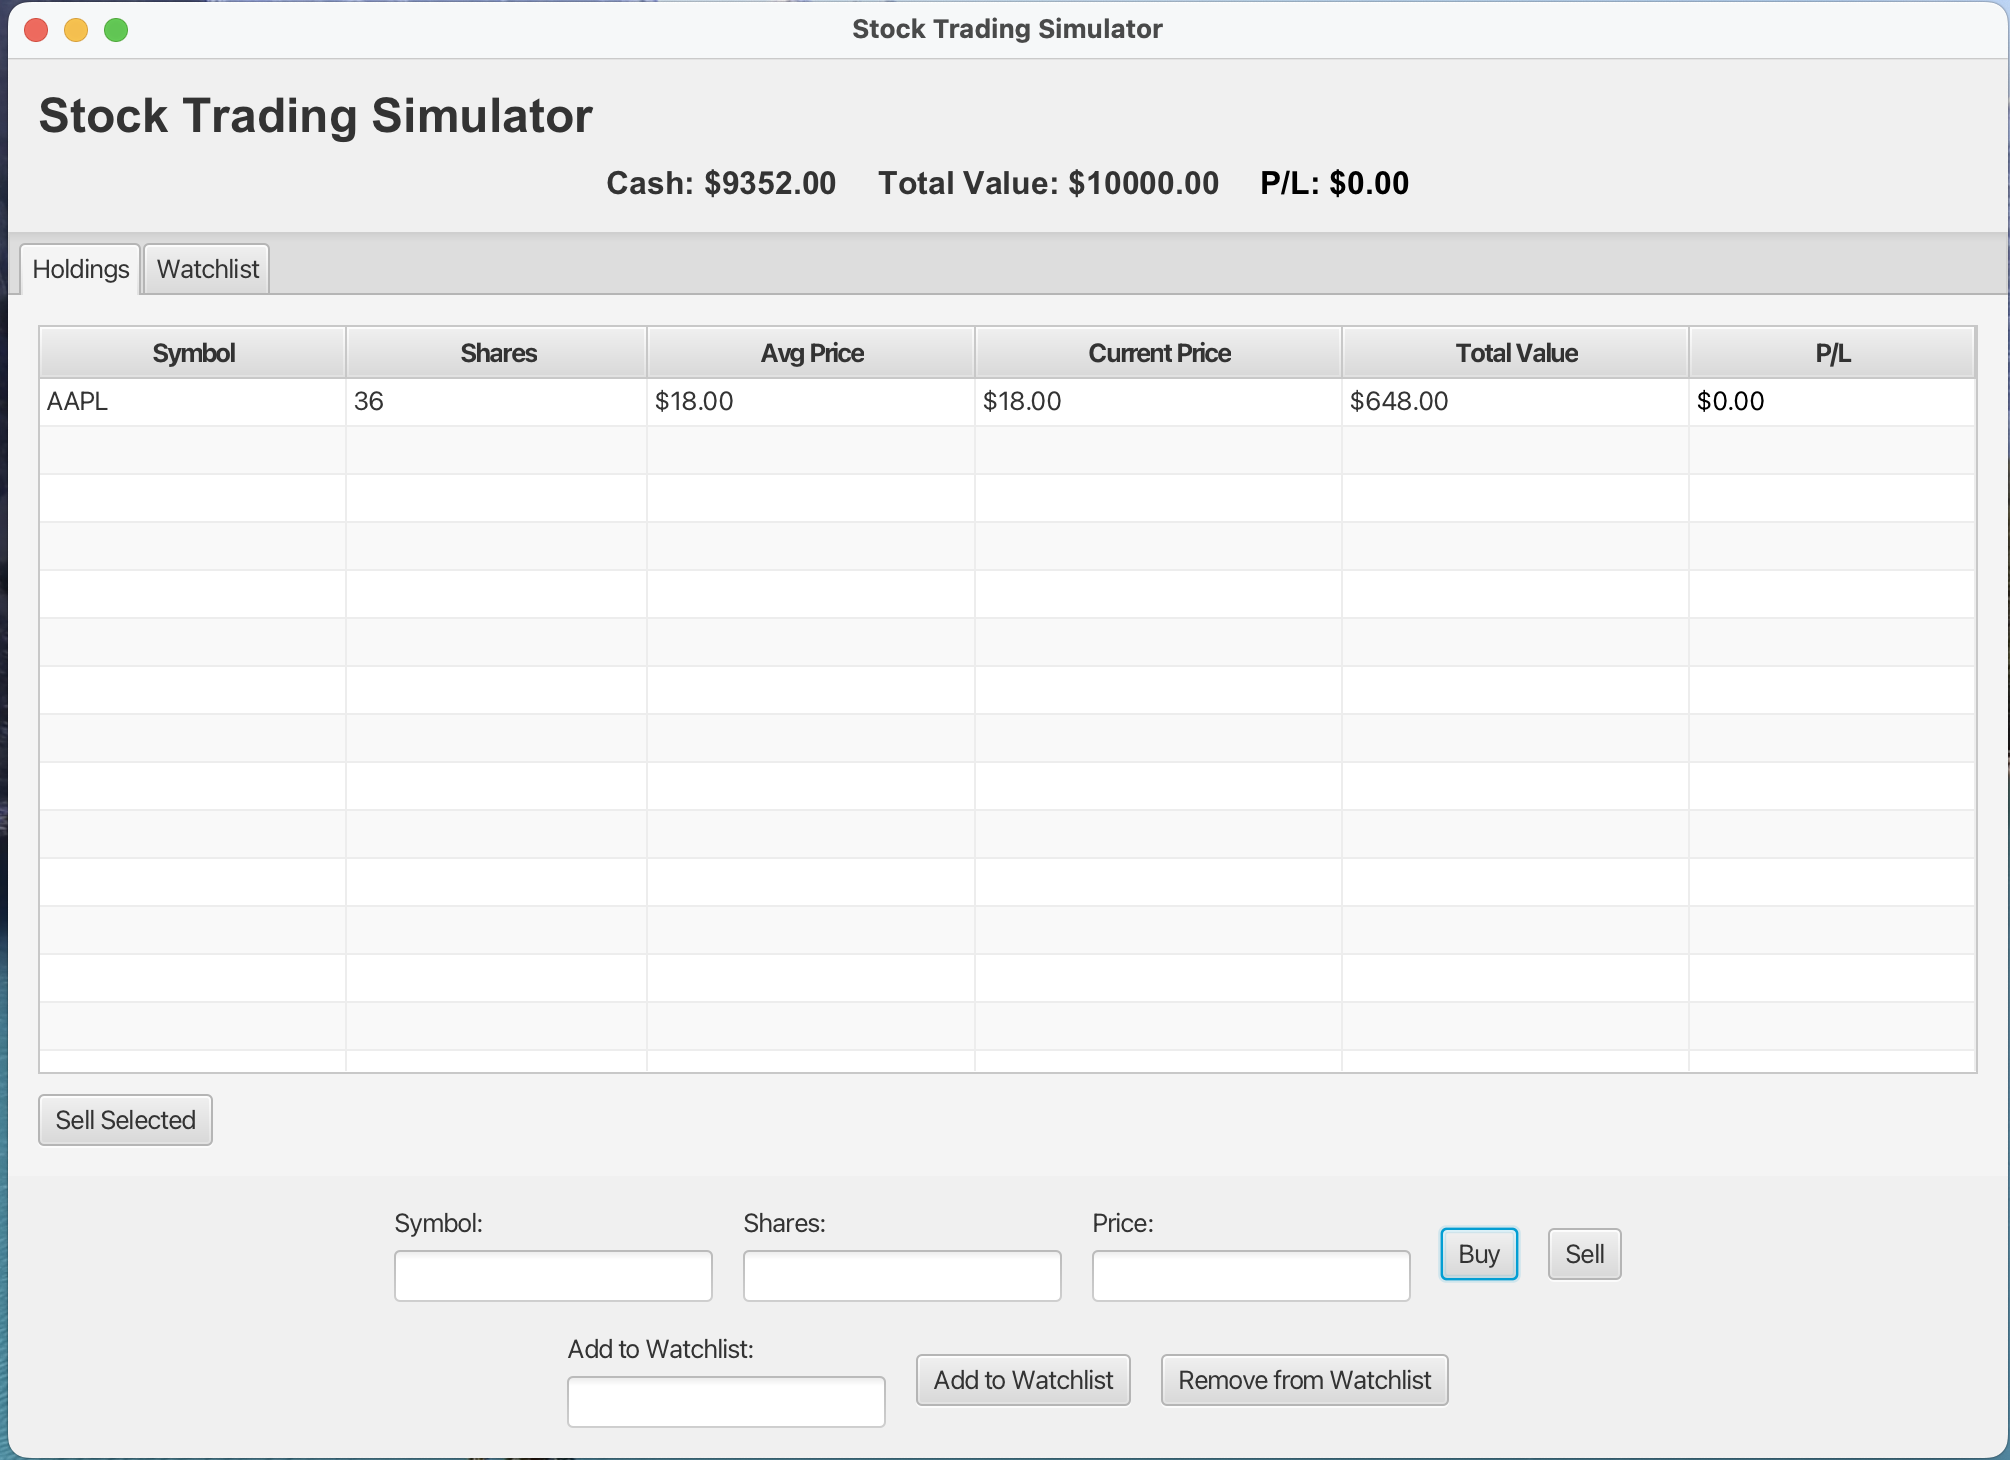 Stock Trading Simulator
Stock Trading Simulator
Cash: $9352.00 Total Value: $10000.00 P/L: $0.00
Holdings Watchlist
Symbol Shares Avg Price Current Price Total Value P/L
AAPL 36 $18.00 $18.00 $648.00 $0.00
Sell Selected
Symbol: Shares: Price:
Buy Sell
Add to Watchlist:
Add to Watchlist Remove from Watchlist